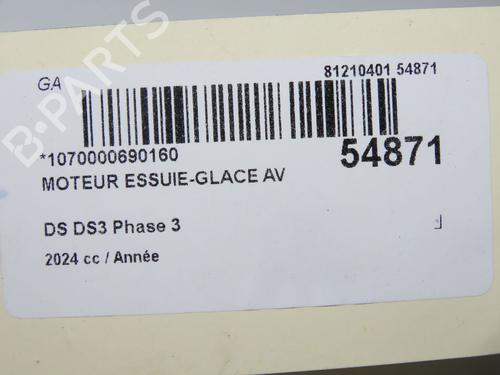 GA
81210401 54871
*1070000690160
54871
MOTEUR ESSUIE-GLACE AV
DS DS3 Phase 3
2024 cc / Année
B-PARTS